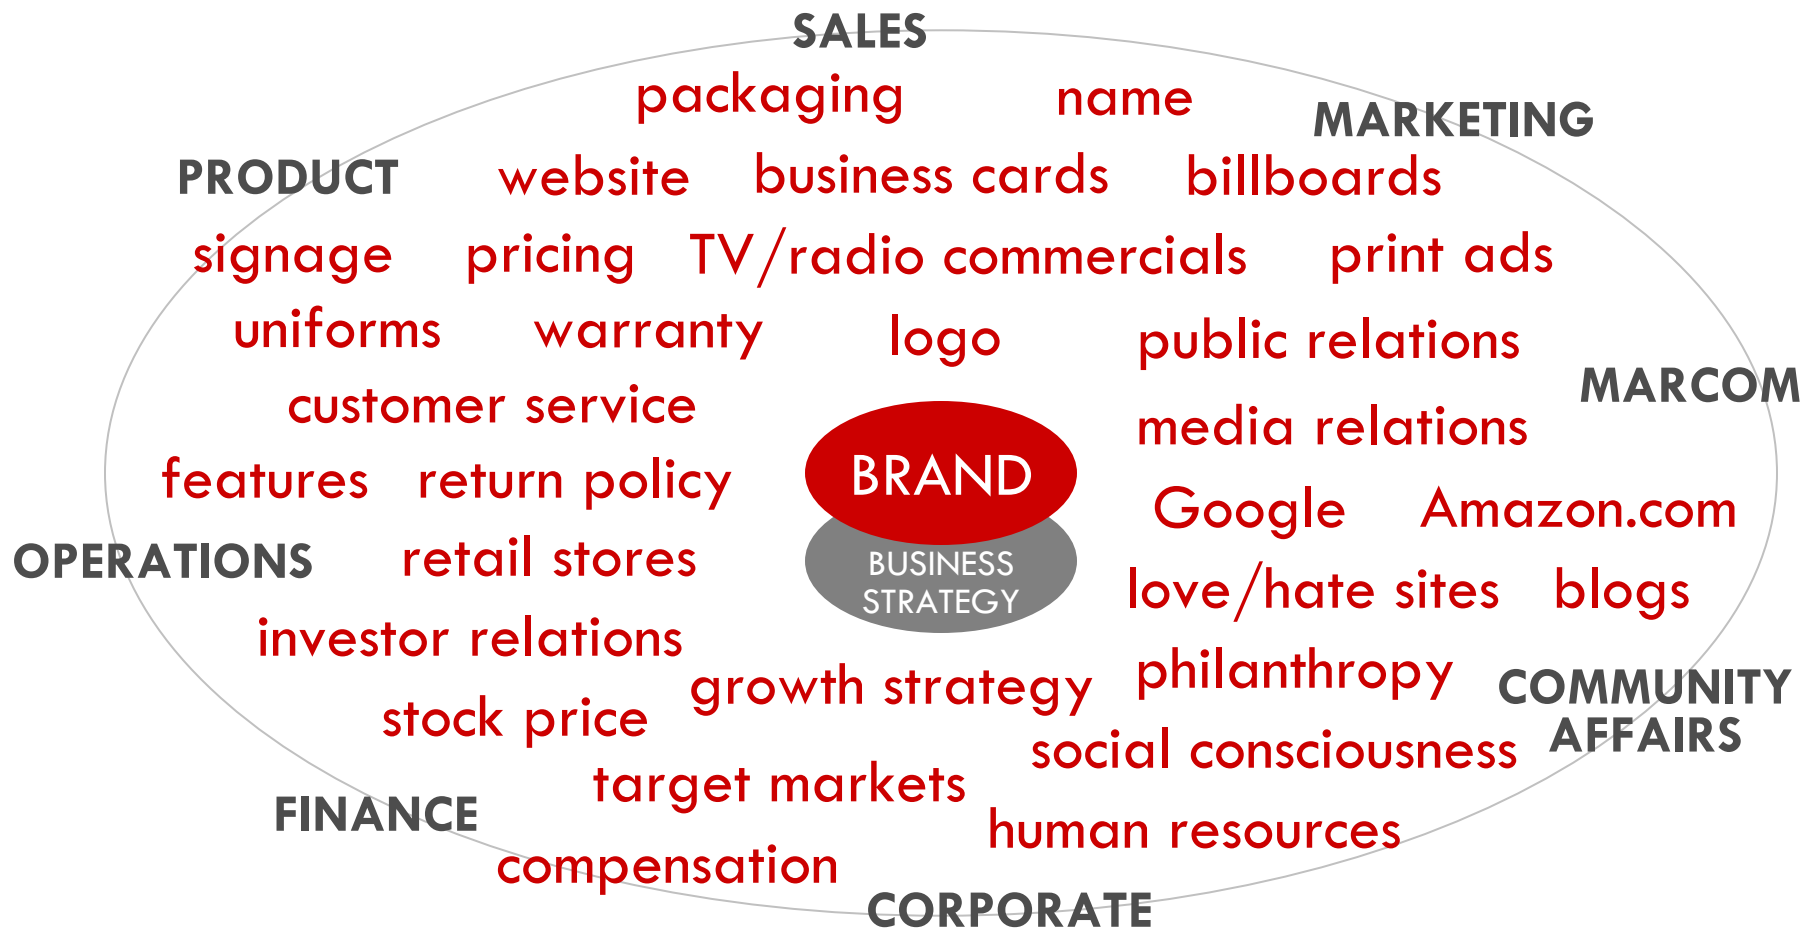 SALES
packaging name
MARKETING
PRODUCT website business cards billboards
signage pricing TV/radio commercials print ads
uniforms warranty logo public relations
MARCOM
customer service media relations
BRAND
features return policy Google Amazon.com
OPERATIONS retail stores BUSINESS
STRATEGY love/hate sites blogs
investor relations
growth strategy philanthropy COMMUNITY
AFFAIRS
stock price social consciousness
target markets
FINANCE human resources
compensation
CORPORATE